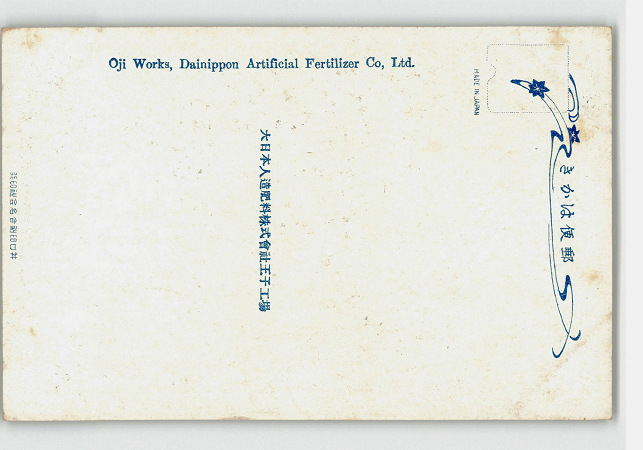 Oji Works, Dainippon Artificial Fertilizer Co, Ltd.
MADE IN JAPAN
大日本人造肥料株式會社王子工場
きかは便郵